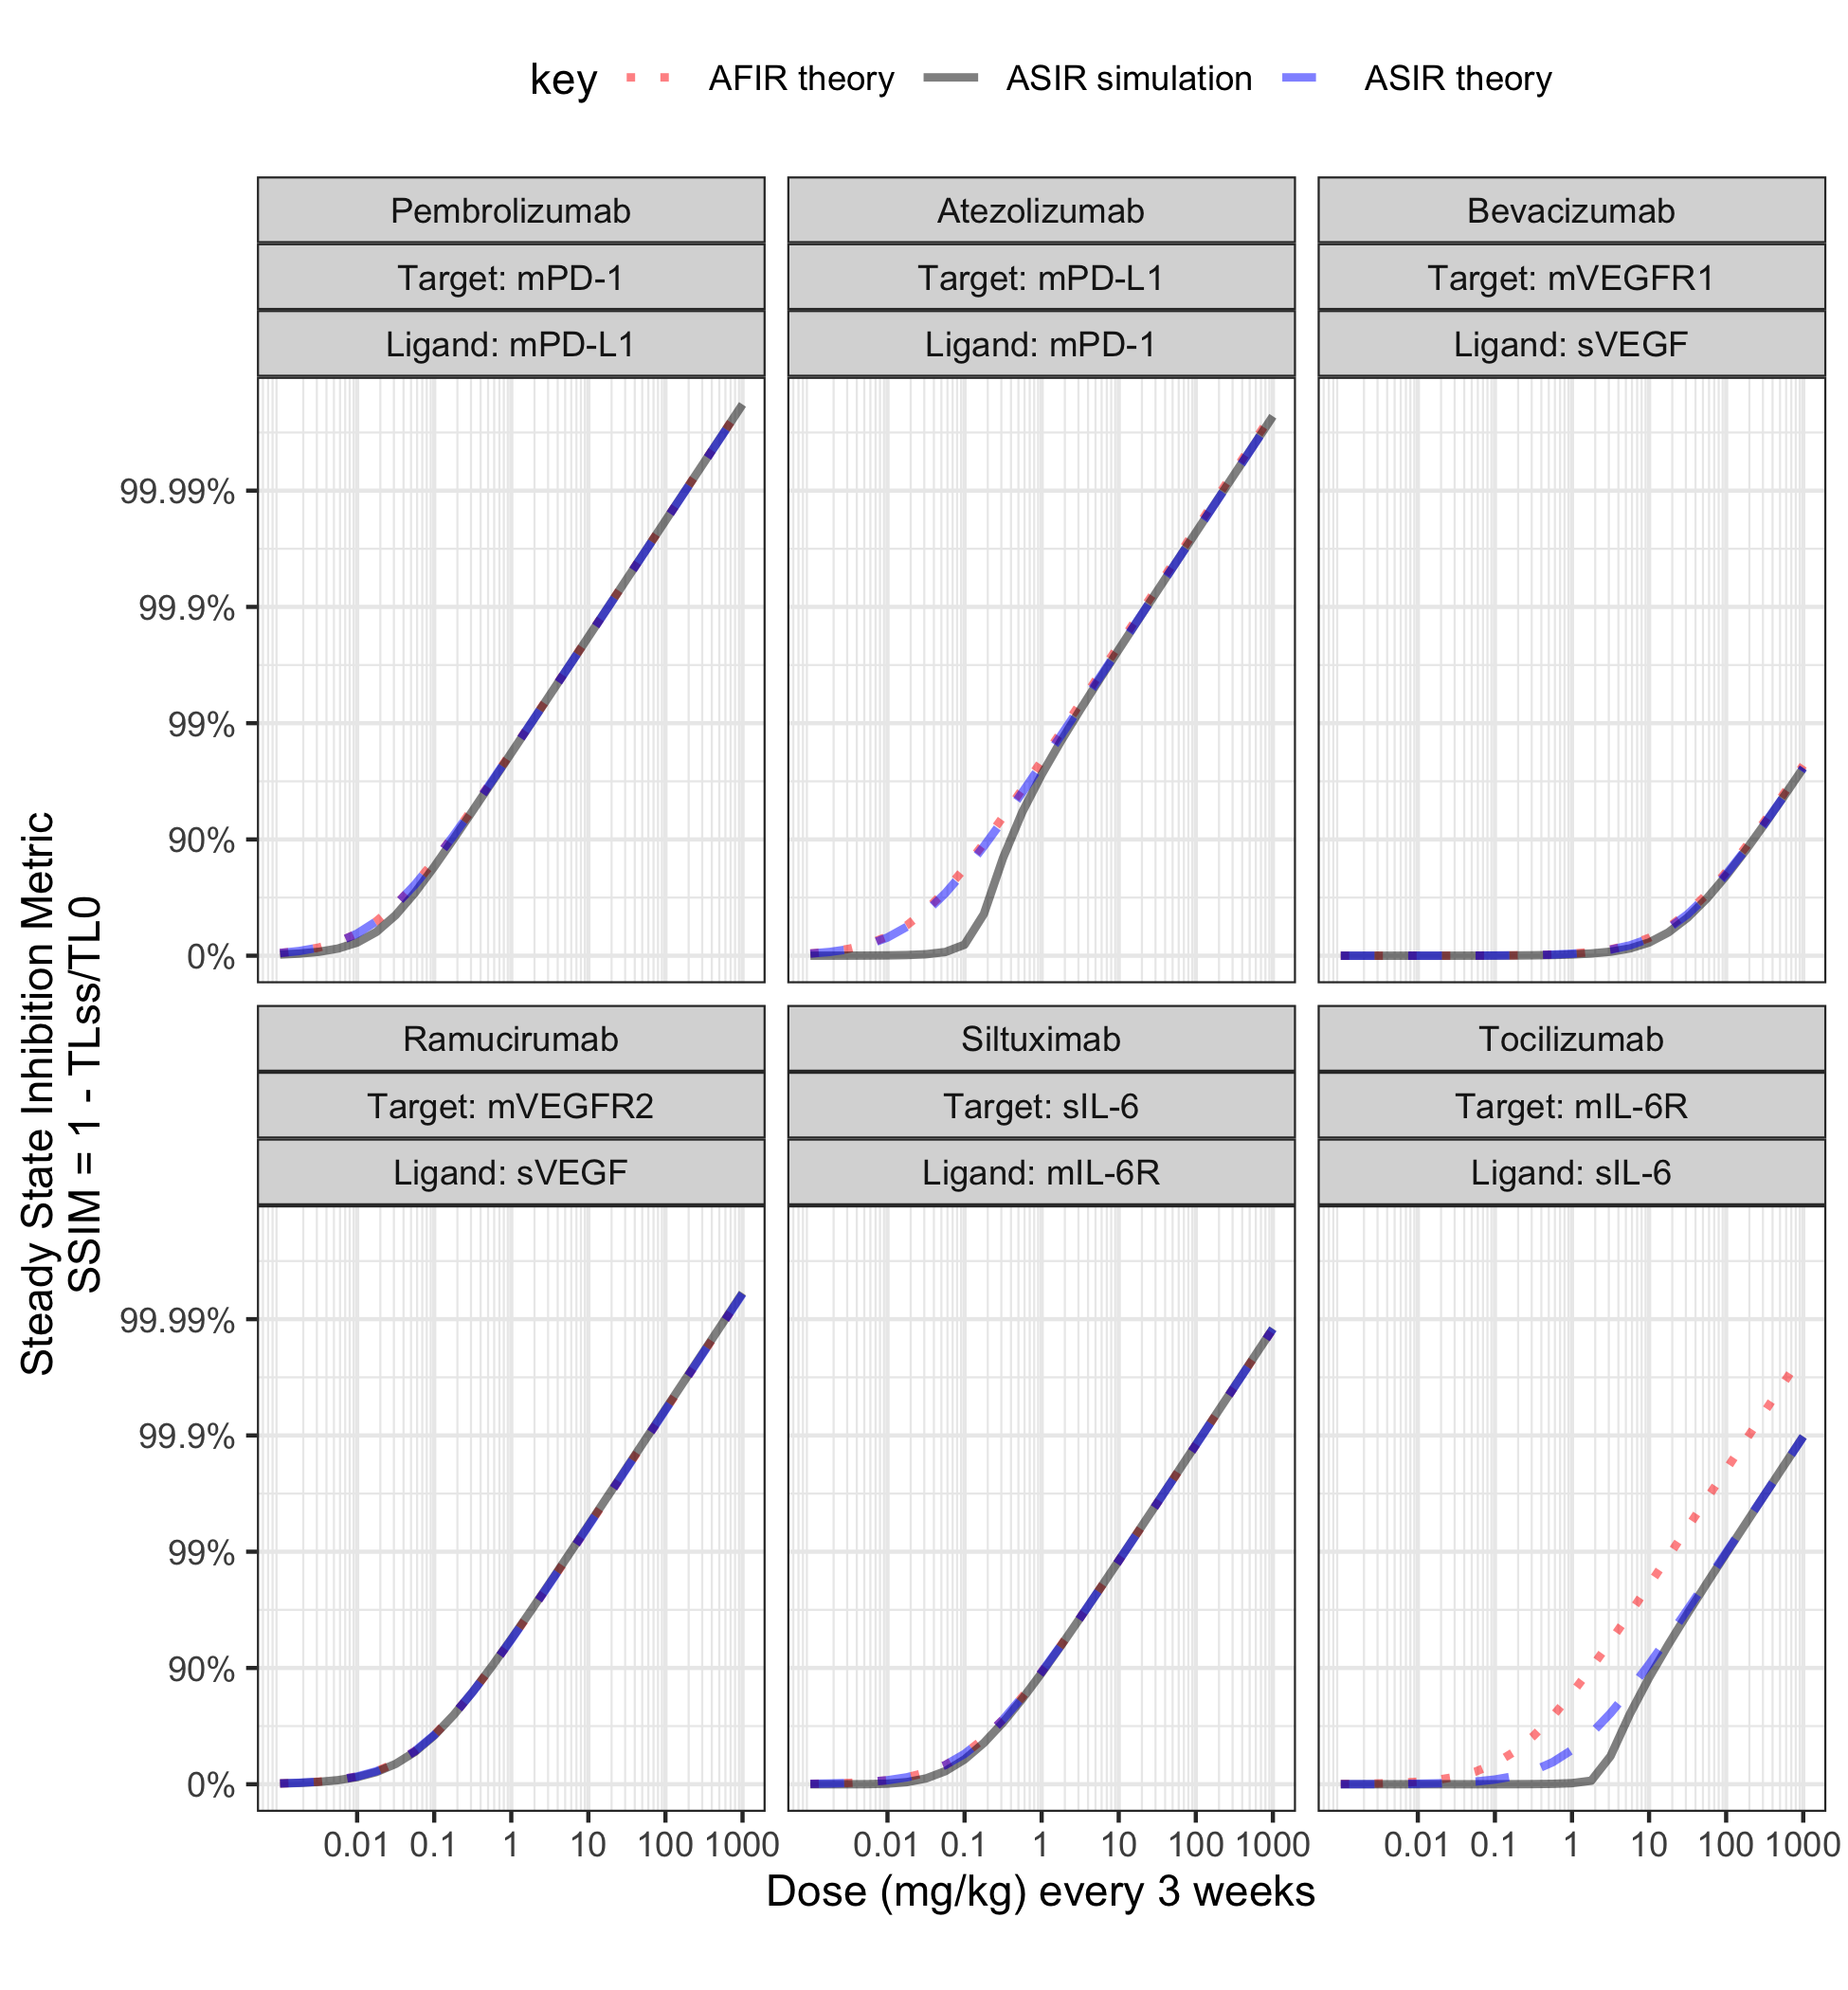 key AFIR theory ASIR simulation ASIR theory
Pembrolizumab
Target: mPD-1
Ligand: mPD-L1
Atezolizumab
Target: mPD-L1
Ligand: mPD-1
Bevacizumab
Target: mVEGFR1
Ligand: sVEGF
99.99%
99.9%
99%
90%
0%
Ramucirumab
Target: mVEGFR2
Ligand: sVEGF
Siltuximab
Target: sIL-6
Ligand: mIL-6R
Tocilizumab
Target: mIL-6R
Ligand: sIL-6
99.99%
99.9%
99%
90%
0%
0.01 0.1 1 10 100 1000
0.01 0.1 1 10 100 1000
0.01 0.1 1 10 100 1000
Dose (mg/kg) every 3 weeks
Steady State Inhibition Metric
SSIM = 1 - TLss/TL0